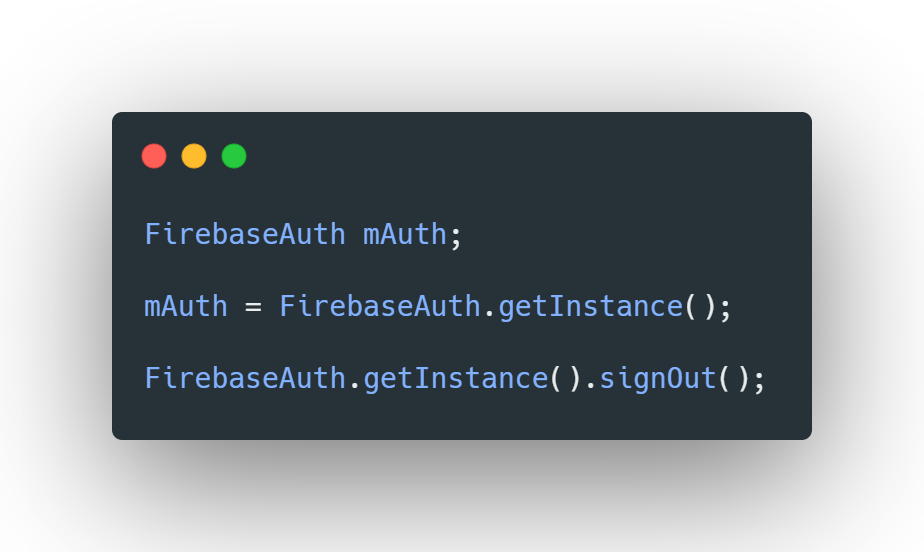 FirebaseAuth mAuth;
mAuth = FirebaseAuth.getInstance();
FirebaseAuth.getInstance().signOut();